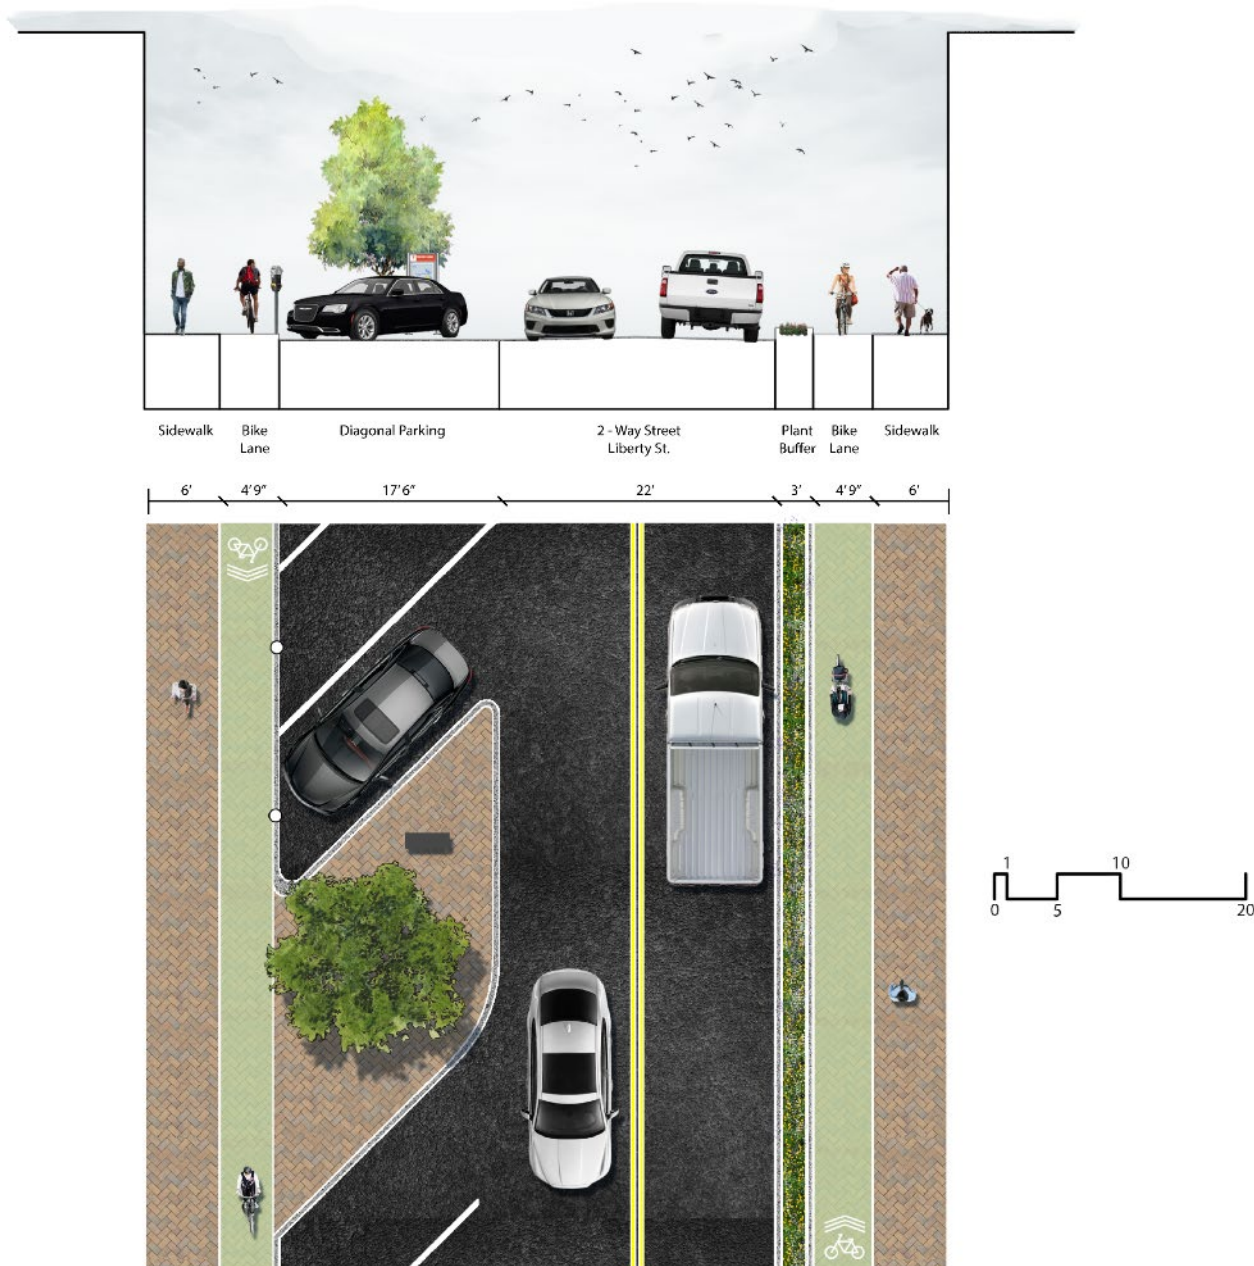 Sidewalk
Bike
Lane
Diagonal Parking
2 - Way Street
Liberty St.
Plant
Buffer
Bike
Lane
Sidewalk
6'
4'9"
17'6"
22'
3'
4'9"
6'
1
10
0
5
20